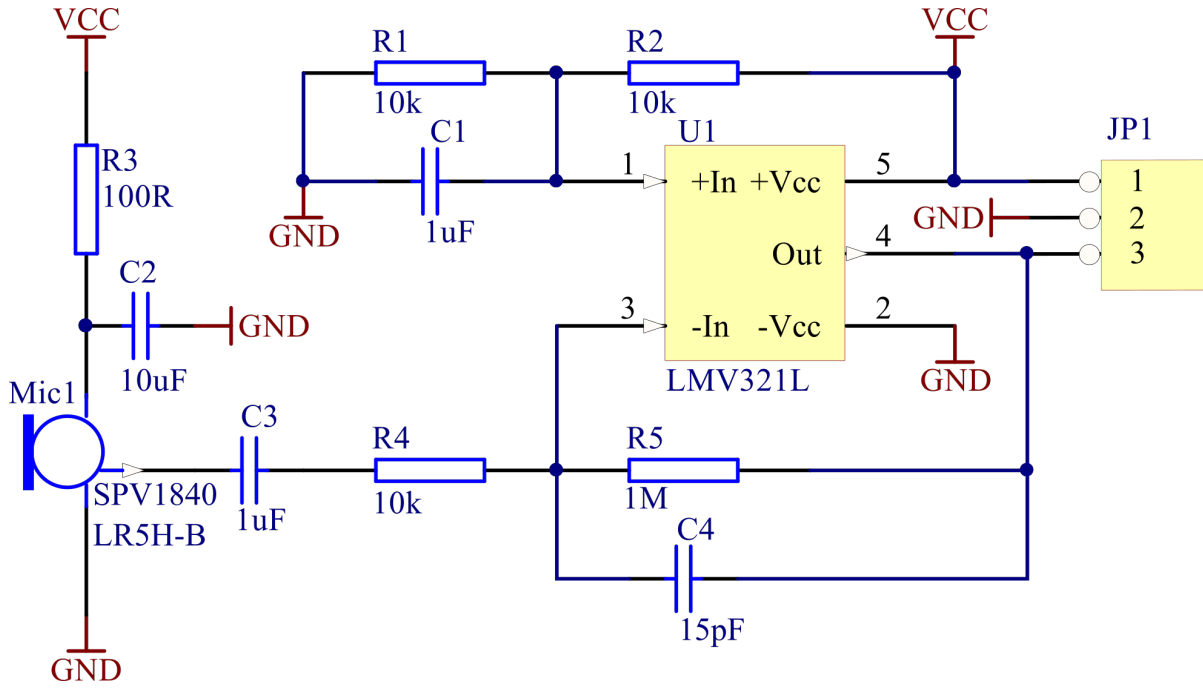 VCC
R1
R2
VCC
10k
10k
C1
U1
JP1
R3
100R
1
+In
+Vcc
5
1
1uF
GND
GND
2
4
Out
3
C2
GND
3
-In
-Vcc
2
10uF
LMV321L
GND
Mic1
C3
R4
R5
SPV1840
LR5H-B
1uF
10k
1M
C4
15pF
GND